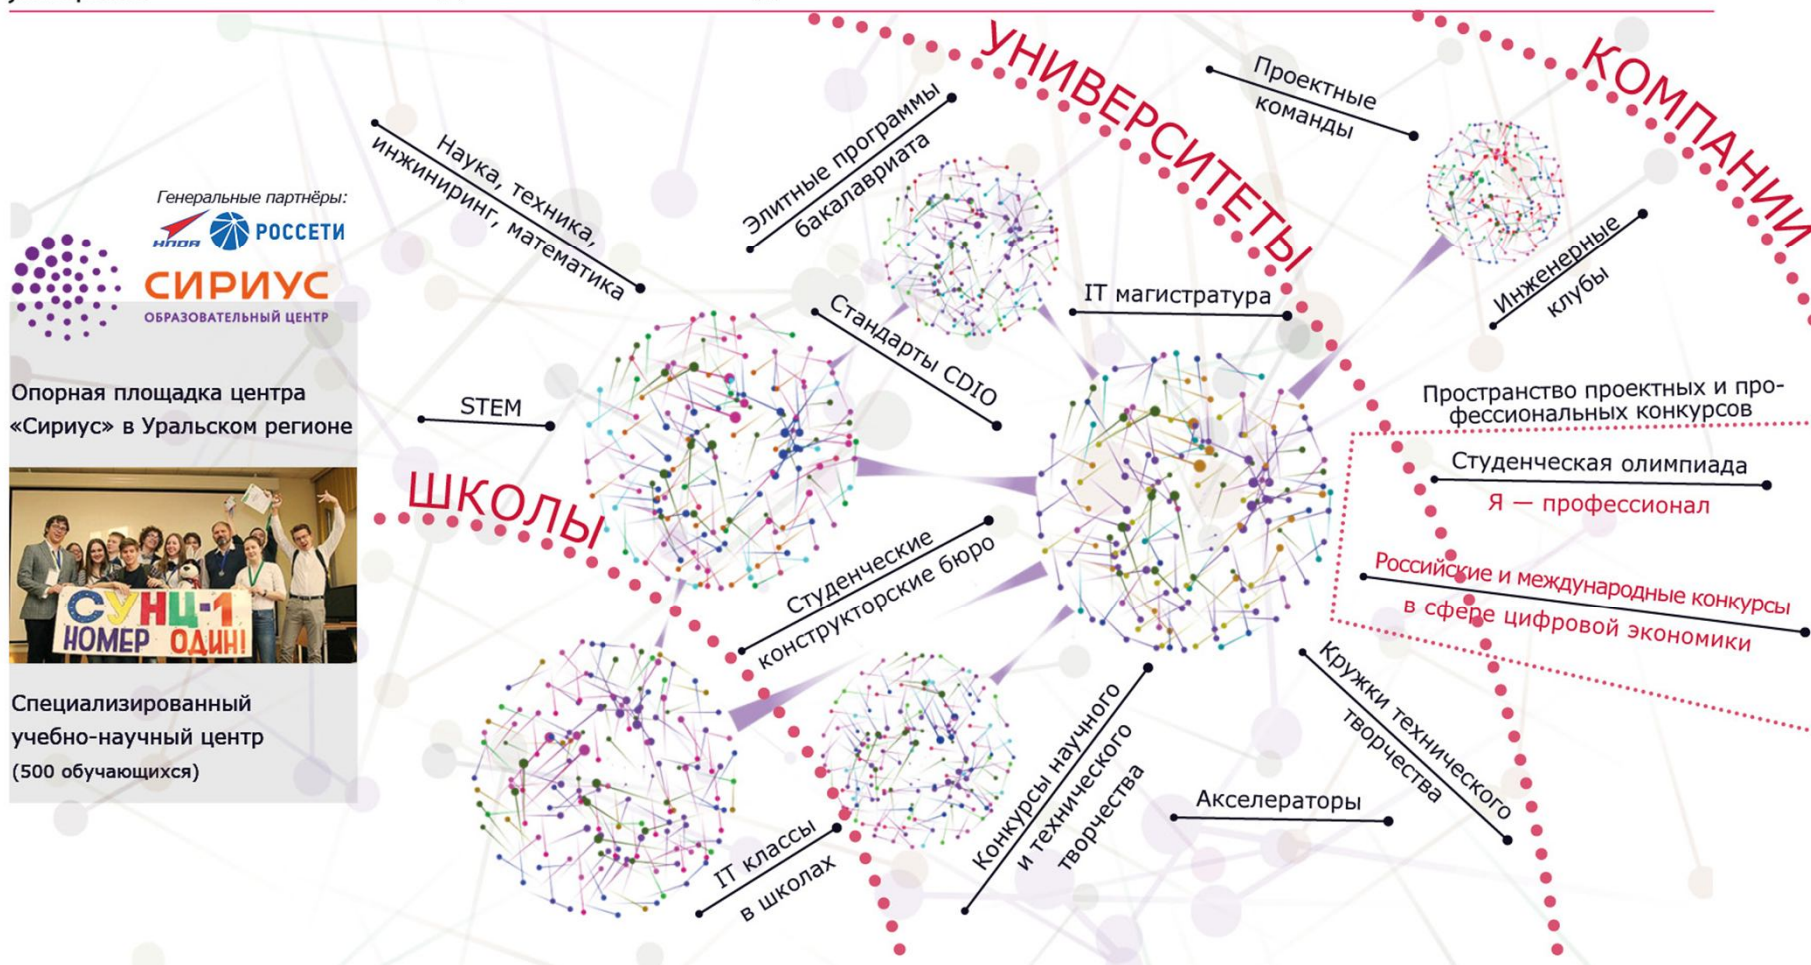 УНИВЕРСИТЕТЫ
КОМПАНИИ
Проектные
команды
Элитные программы
бакалавриата
Наука, техника,
инжиниринг, математика
Генеральные партнёры:
НПОА
РОССЕТИ
СИРИУС
ОБРАЗОВАТЕЛЬНЫЙ ЦЕНТР
Опорная площадка центра
«Сириус» в Уральском регионе
СУНЦ-1
НОМЕР ОДИН!
Специализированный
учебно-научный центр
(500 обучающихся)
Инженерные
клубы
IT магистратура
Стандарты CDIO
STEM
ШКОЛЫ
Пространство проектных и про-
фессиональных конкурсов
Студенческая олимпиада
Я — профессионал
Российские и международные конкурсы
в сфере цифровой экономики
Студенческие
конструкторские бюро
Кружки технического
творчества
Конкурсы научного
и технического
творчества
Акселераторы
IT классы
в школах